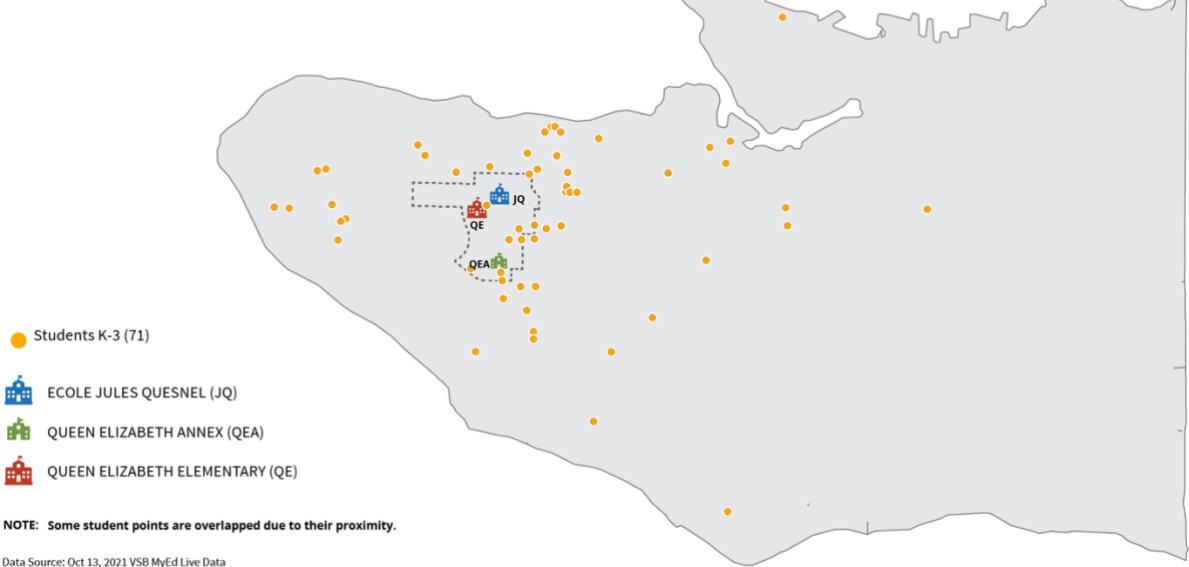 JQ
QE
QEA
Students K-3 (71)
ECOLE JULES QUESNEL (JQ)
QUEEN ELIZABETH ANNEX (QEA)
QUEEN ELIZABETH ELEMENTARY (QE)
NOTE: Some student points are overlapped due to their proximity.
Data Source: Oct 13, 2021 VSB MyEd Live Data